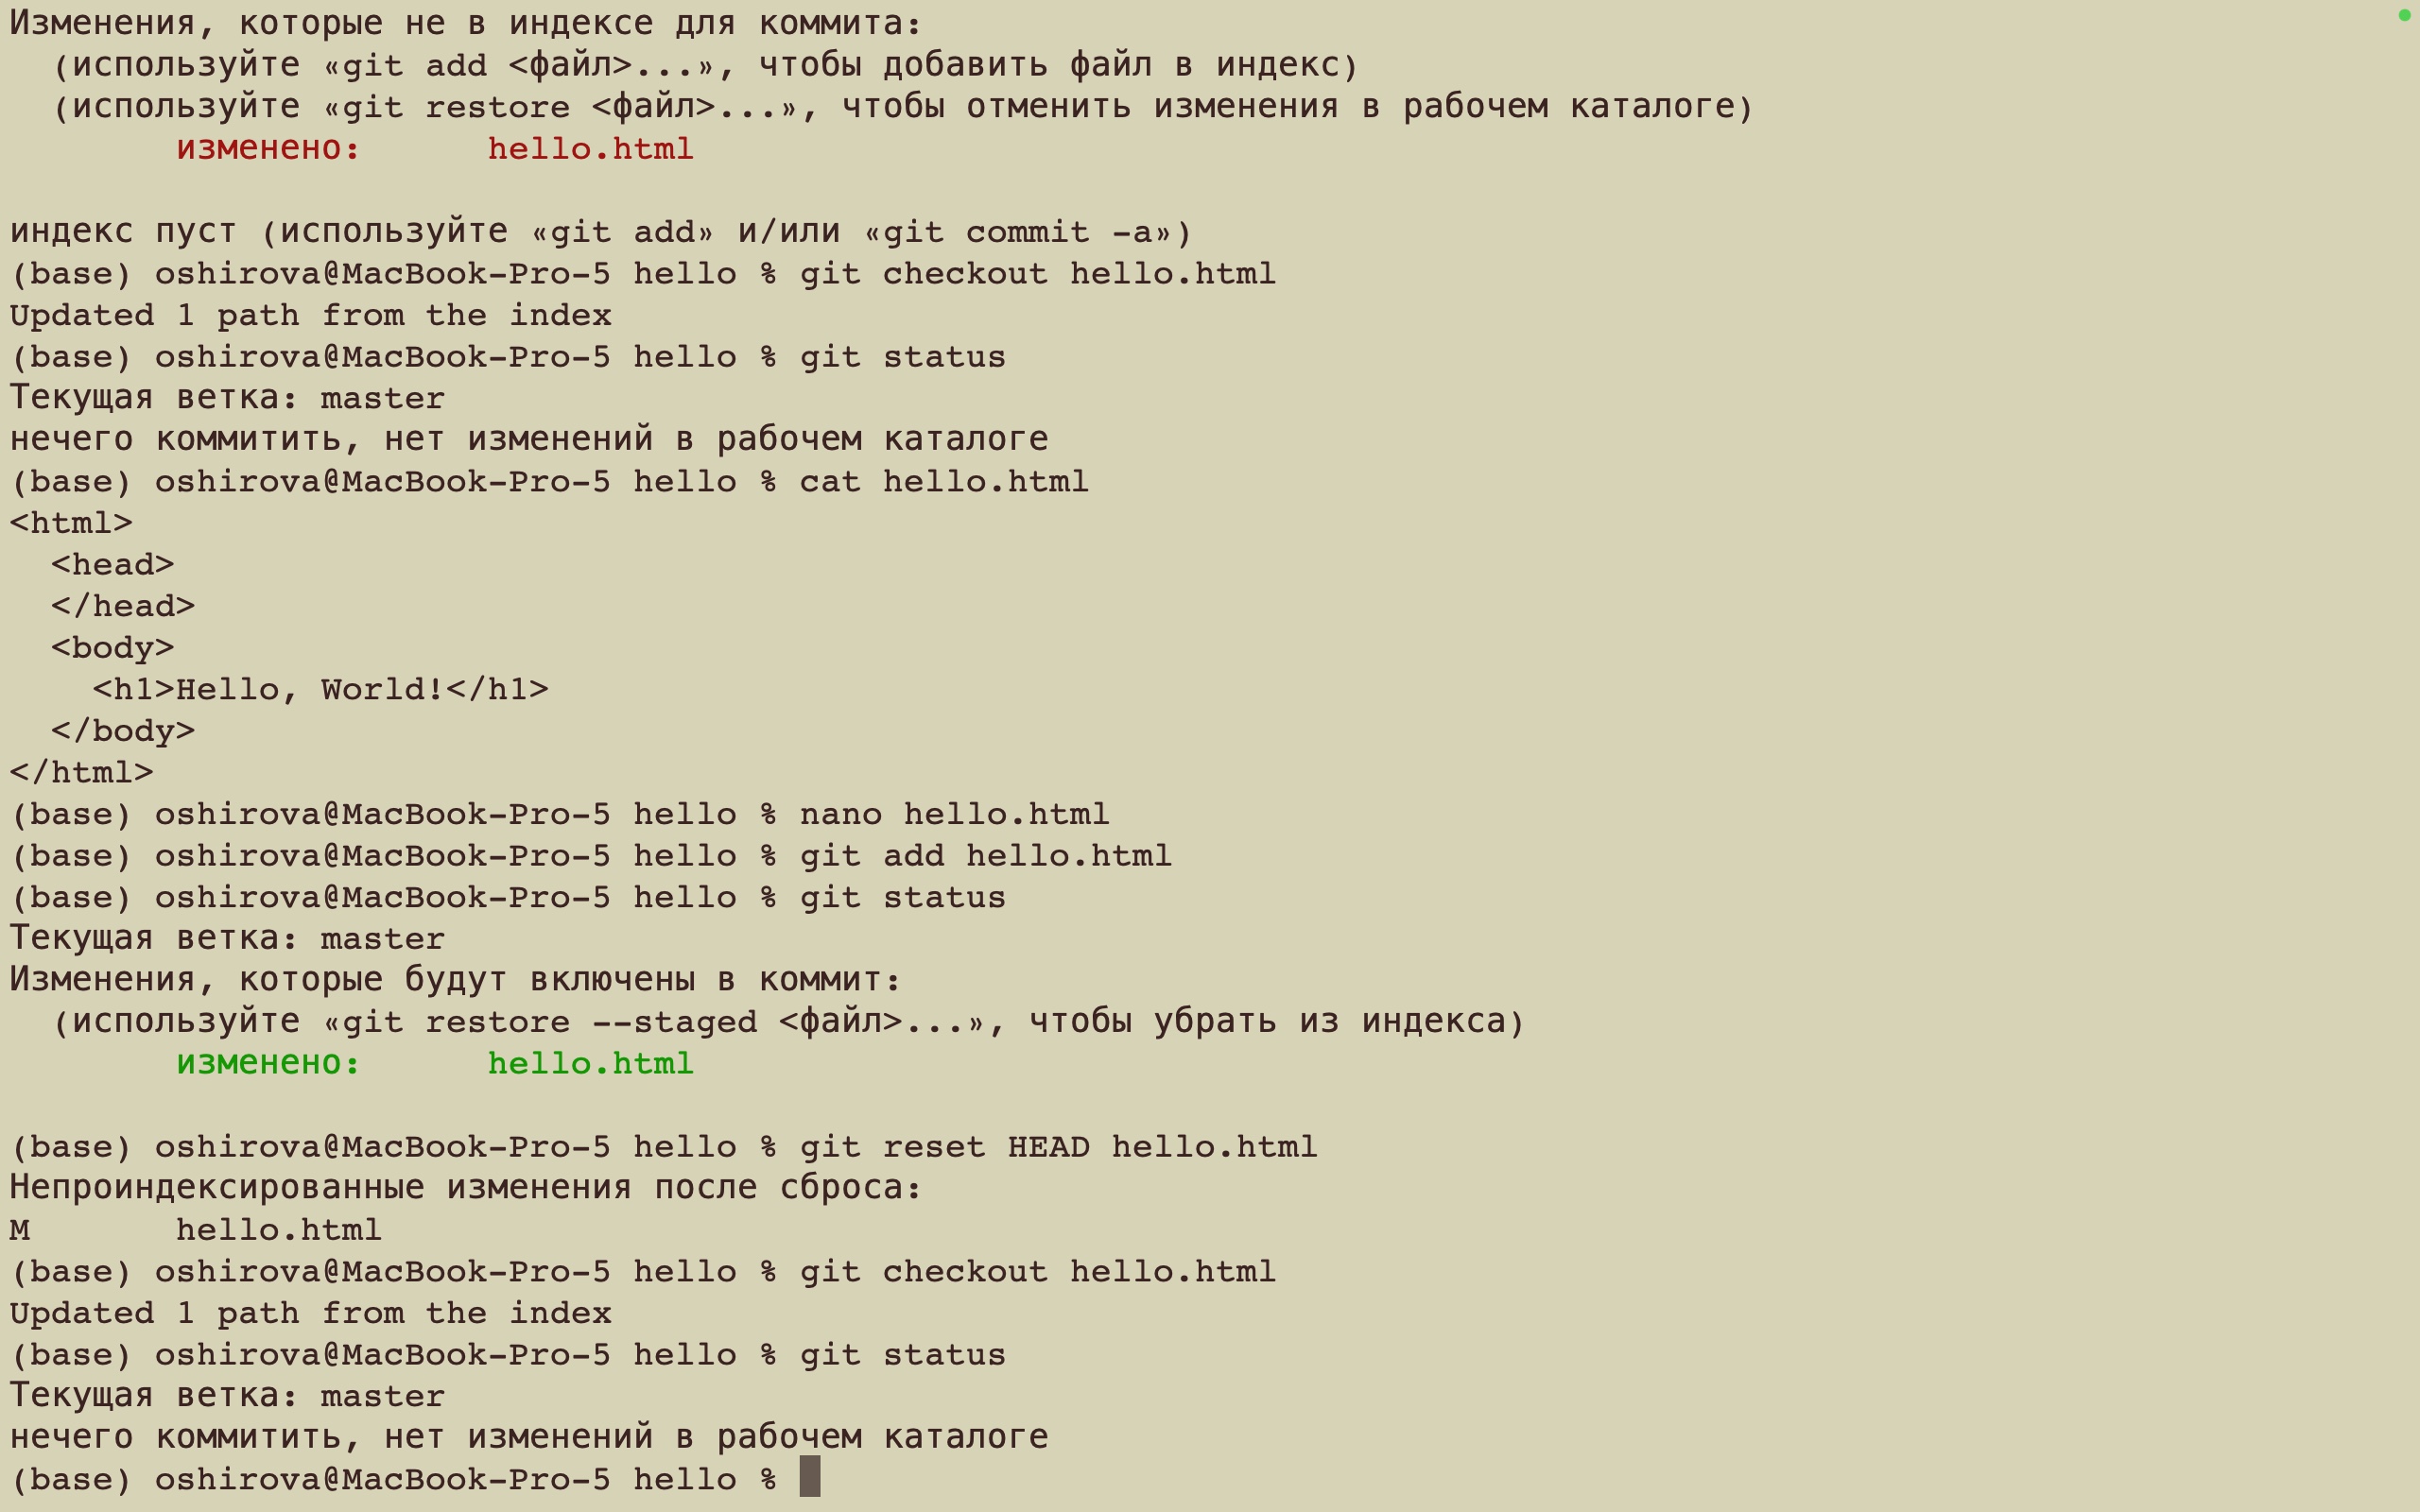 Изменения, которые не в индексе для коммита:
  (используйте «git add <файл>...», чтобы добавить файл в индекс)
  (используйте «git restore <файл>...», чтобы отменить изменения в рабочем каталоге)
        изменено:      hello.html

индекс пуст (используйте «git add» и/или «git commit -a»)
(base) oshirova@MacBook-Pro-5 hello % git checkout hello.html
Updated 1 path from the index
(base) oshirova@MacBook-Pro-5 hello % git status
Текущая ветка: master
нечего коммитить, нет изменений в рабочем каталоге
(base) oshirova@MacBook-Pro-5 hello % cat hello.html
<html>
  <head>
  </head>
  <body>
    <h1>Hello, World!</h1>
  </body>
</html>
(base) oshirova@MacBook-Pro-5 hello % nano hello.html
(base) oshirova@MacBook-Pro-5 hello % git add hello.html
(base) oshirova@MacBook-Pro-5 hello % git status
Текущая ветка: master
Изменения, которые будут включены в коммит:
  (используйте «git restore --staged <файл>...», чтобы убрать из индекса)
        изменено:      hello.html

(base) oshirova@MacBook-Pro-5 hello % git reset HEAD hello.html
Непроиндексированные изменения после сброса:
M       hello.html
(base) oshirova@MacBook-Pro-5 hello % git checkout hello.html
Updated 1 path from the index
(base) oshirova@MacBook-Pro-5 hello % git status
Текущая ветка: master
нечего коммитить, нет изменений в рабочем каталоге
(base) oshirova@MacBook-Pro-5 hello %